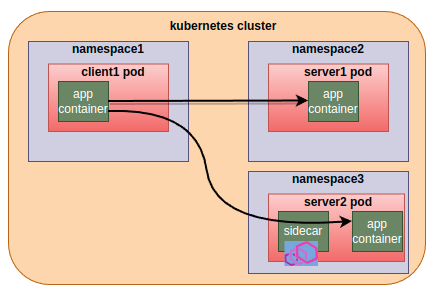 kubernetes cluster
namespace1
client1 pod
app
container
namespace2
server1 pod
app
container
namespace3
server2 pod
sidecar
app
container